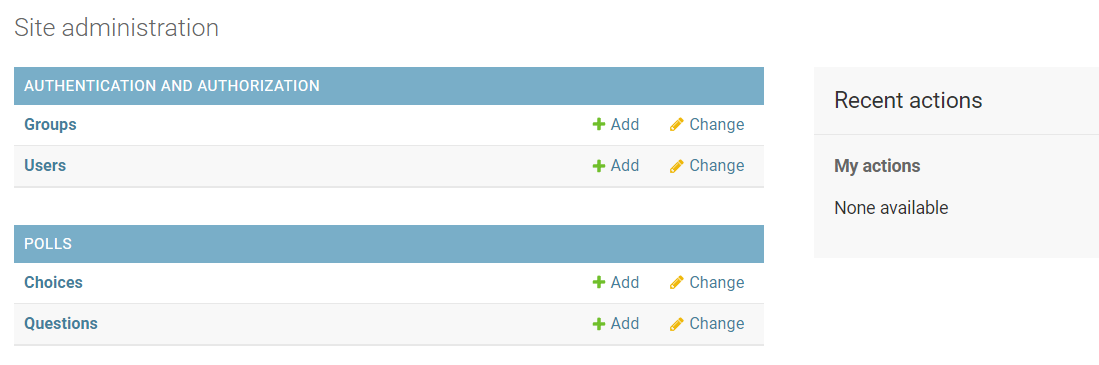 Site administration
AUTHENTICATION AND AUTHORIZATION
Groups Add Change
Users Add Change
POLLS
Choices Add Change
Questions Add Change
Recent actions
My actions
None available